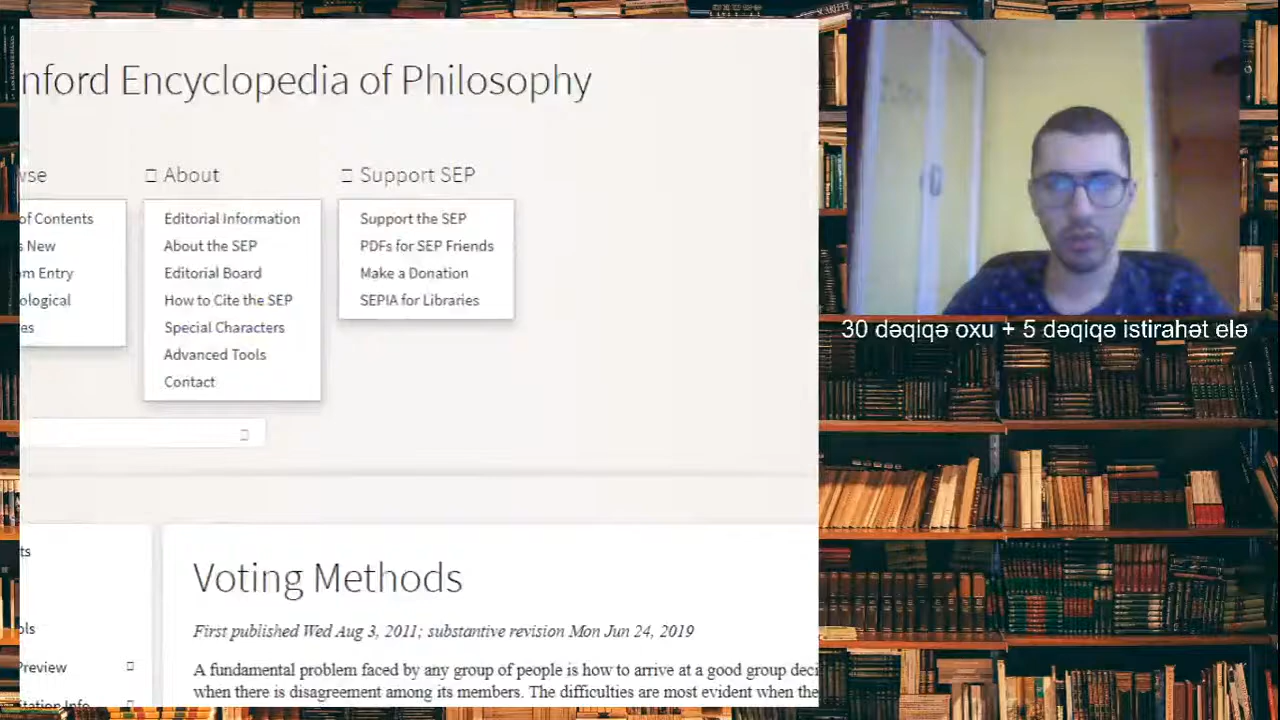 nford Encyclopedia of Philosophy
wse
About
Support SEP
of Contents
s New
m Entry
ological
es
Editorial Information
About the SEP
Editorial Board
How to Cite the SEP
Special Characters
Advanced Tools
Contact
Support the SEP
PDFs for SEP Friends
Make a Donation
SEPIA for Libraries
30 dəqiqə oxu + 5 dəqiqə istirahət elə
ts
ols
Preview
Voting Methods
First published Wed Aug 3, 2011; substantive revision Mon Jun 24, 2019
A fundamental problem faced by any group of people is how to arrive at a good group deci
when there is disagreement among its members. The difficulties are most evident when the